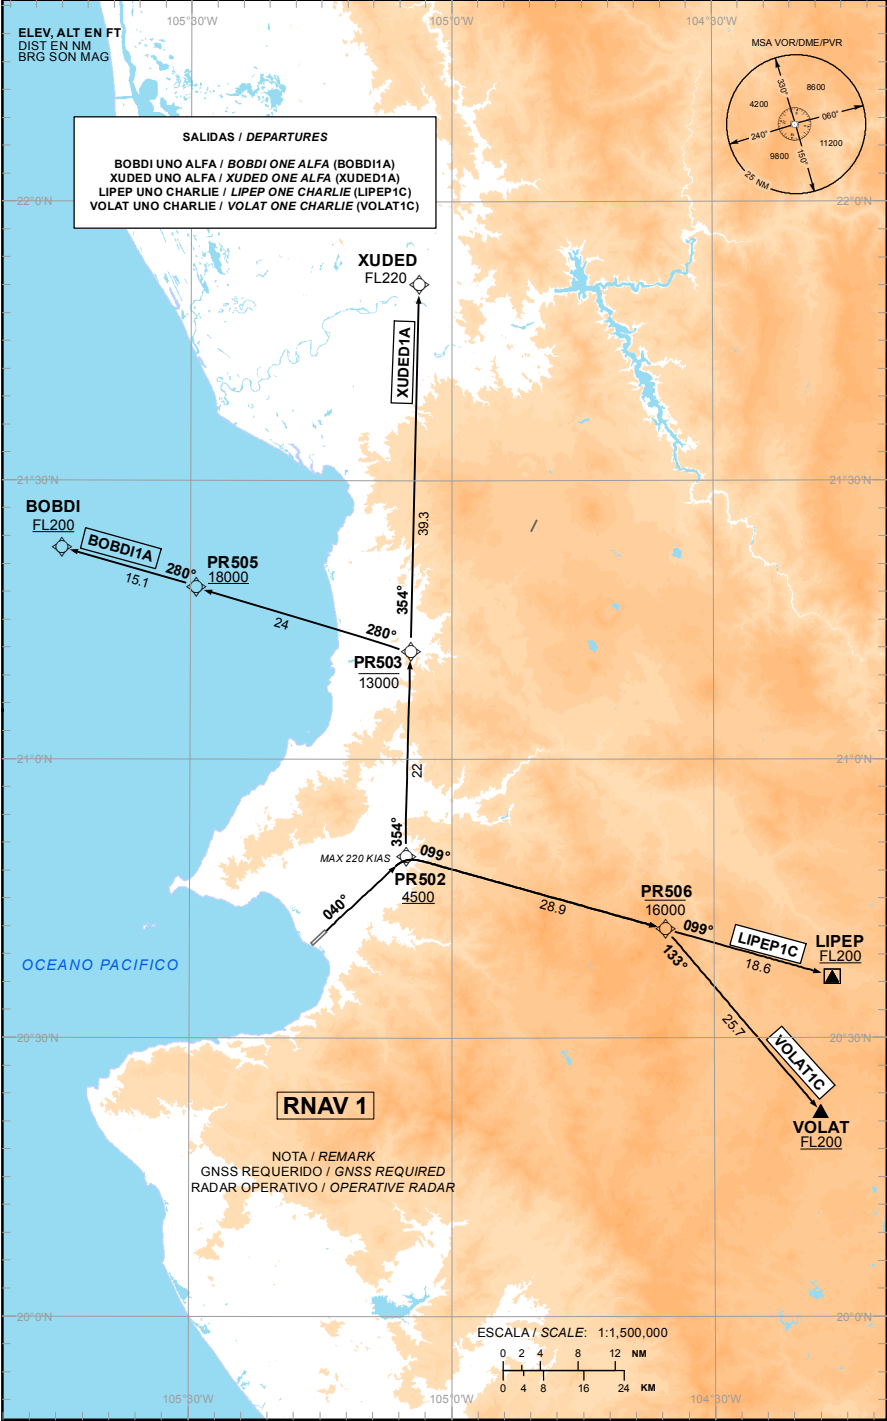 105°30'W
105°0'W
104°30'W
ELEV, ALT EN FT
DIST EN NM
BRG SON MAG
MSA VOR/DME/PVR
330°
8600
4200
060°
240°
11200
150°
9800
25 NM
SALIDAS / DEPARTURES
BOBDI UNO ALFA / BOBDI ONE ALFA (BOBDI1A)
XUDED UNO ALFA / XUDED ONE ALFA (XUDED1A)
LIPEP UNO CHARLIE / LIPEP ONE CHARLIE (LIPEP1C)
VOLAT UNO CHARLIE / VOLAT ONE CHARLIE (VOLAT1C)
22°0'N
22°0'N
XUDED
FL220
XUDED1A
21°30'N
21°30'N
BOBDI
FL200
BOBDI1A
15.1
280°
PR505
18000
39.3
354°
24
280°
PR503
13000
21°0'N
21°0'N
22
354°
MAX 220 KIAS
099°
PR502
4500
040°
28.9
PR506
16000
099°
LIPEP1C
18.6
LIPEP
FL200
133°
OCEANO PACIFICO
25.7
20°30'N
20°30'N
VOLAT1C
VOLAT
FL200
RNAV 1
NOTA / REMARK
GNSS REQUERIDO / GNSS REQUIRED
RADAR OPERATIVO / OPERATIVE RADAR
20°0'N
20°0'N
ESCALA / SCALE: 1:1,500,000
0 2 4 8 12 NM
0 4 8 16 24 KM
105°30'W
105°0'W
104°30'W